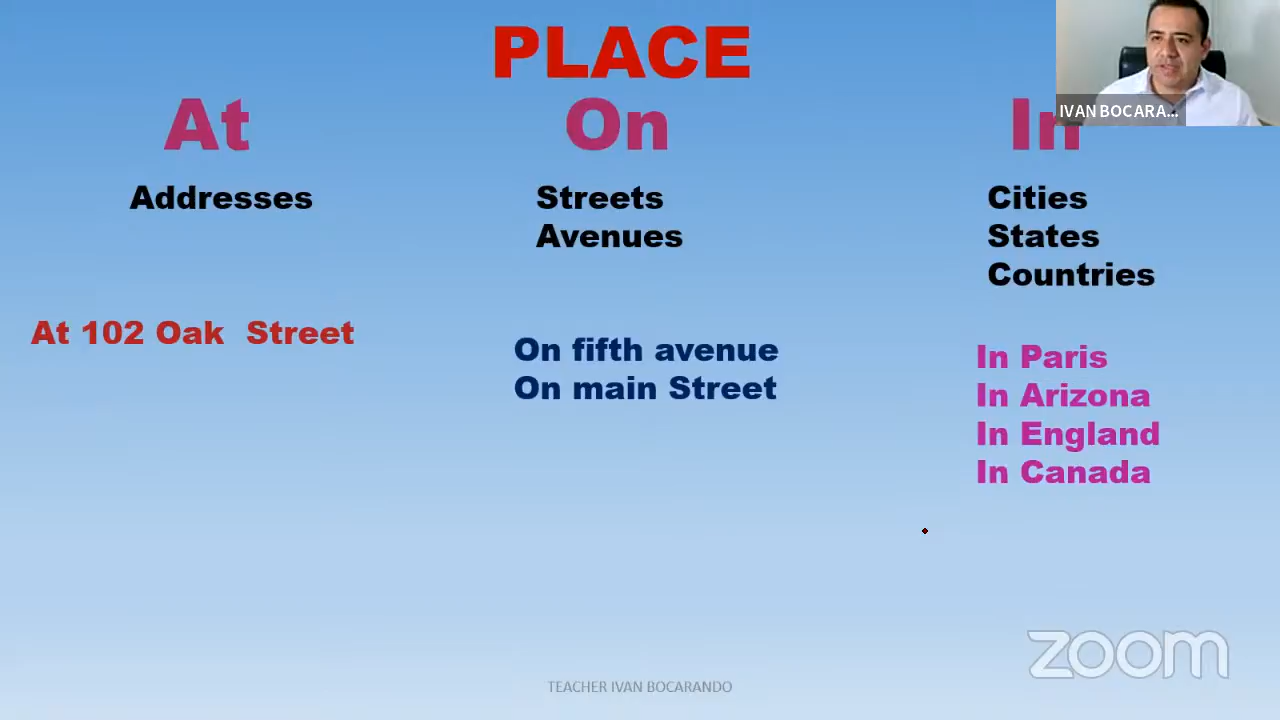 PLACE
At
Addresses
At 102 Oak Street
On
Streets
Avenues
On fifth avenue
On main Street
In
Cities
States
Countries
In Paris
In Arizona
In England
In Canada
IVAN BOCARA...
zoom
TEACHER IVAN BOCARANDO